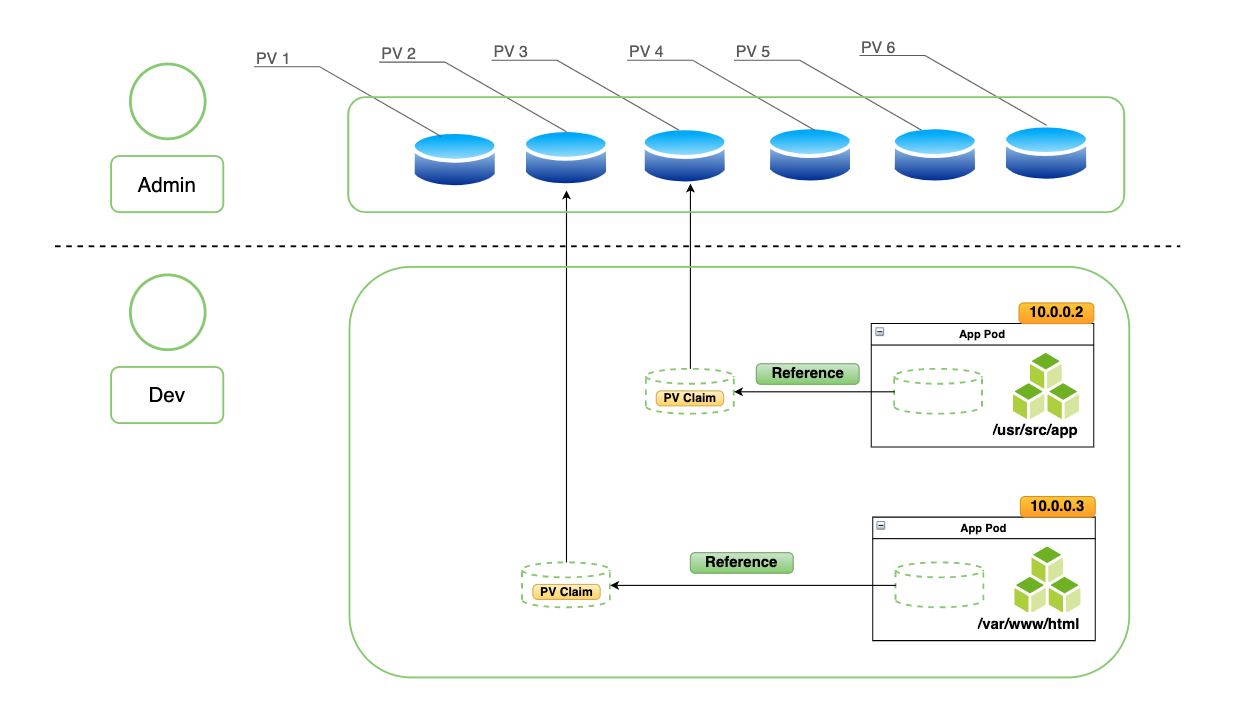 PV 1
PV 2
PV 3
PV 4
PV 5
PV 6
Admin
Dev
10.0.0.2
App Pod
Reference
PV Claim
/usr/src/app
10.0.0.3
App Pod
Reference
PV Claim
/var/www/html